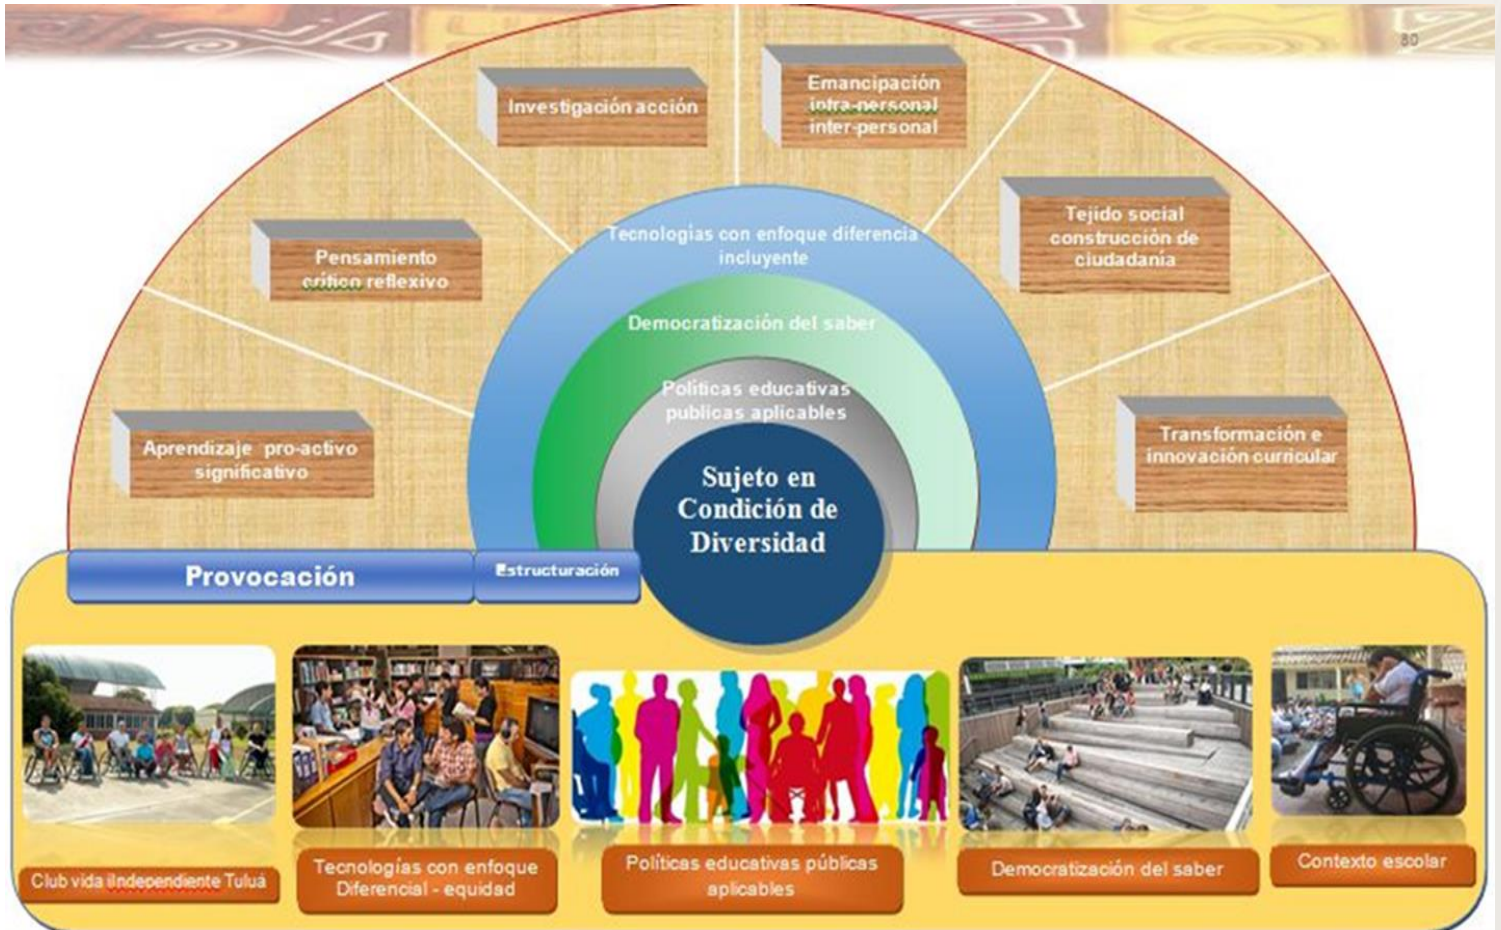 80
Investigación acción
Emancipación
intra-personal
inter-personal
Tejido social
construcción de
ciudadanía
Pensamiento
crítico reflexivo
Tecnologías con enfoque diferencia
incluyente
Democratización del saber
Políticas educativas
publicas aplicables
Aprendizaje pro-activo
significativo
Transformación e
innovación curricular
Sujeto en
Condición de
Diversidad
Provocación
Estructuración
Club vida iIndependiente Tuluá
Tecnologías con enfoque
Diferencial - equidad
Políticas educativas públicas
aplicables
Democratización del saber
Contexto escolar